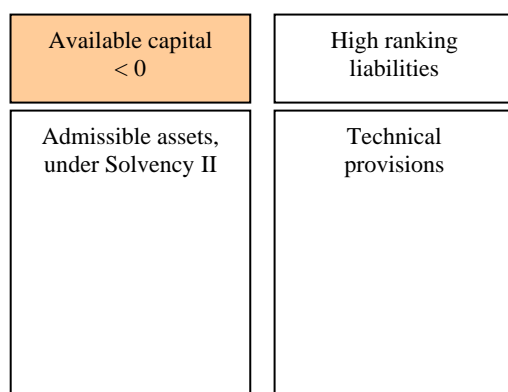 Available capital
< 0
High ranking
liabilities
Admissible assets,
under Solvency II
Technical
provisions